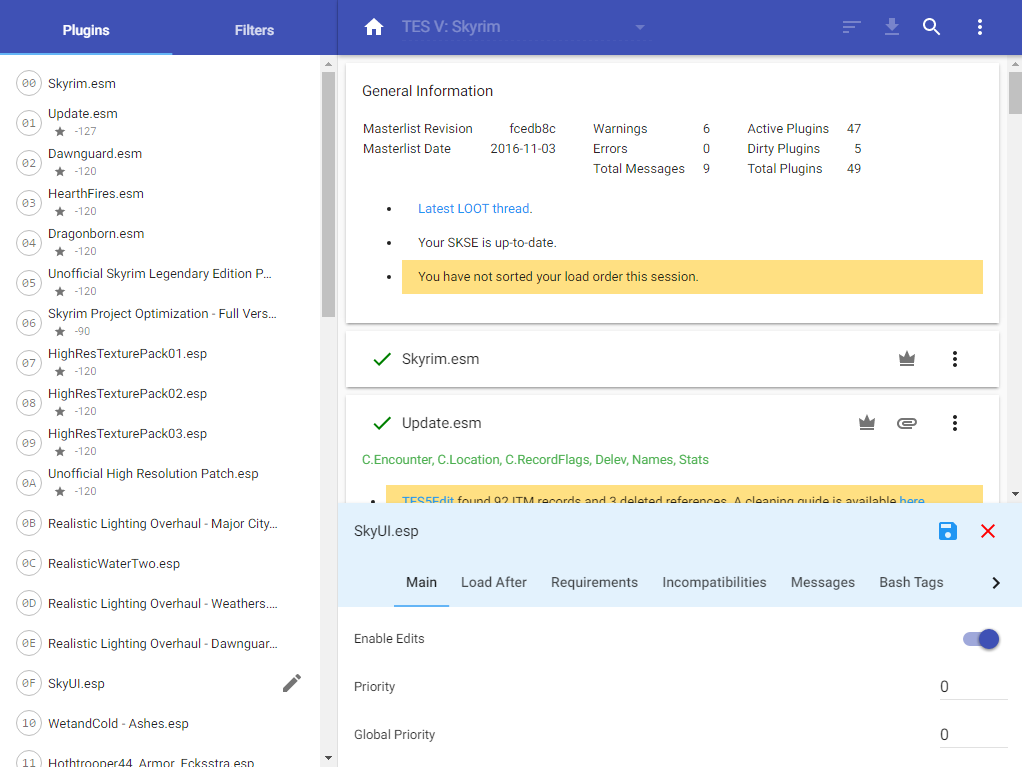 Plugins
Filters
TES V: Skyrim
00 Skyrim.esm
01 Update.esm
-127
02 Dawnguard.esm
-120
03 HearthFires.esm
-120
04 Dragonborn.esm
-120
05 Unofficial Skyrim Legendary Edition P...
-120
06 Skyrim Project Optimization - Full Vers...
-90
07 HighResTexturePack01.esp
-120
08 HighResTexturePack02.esp
-120
09 HighResTexturePack03.esp
-120
0A Unofficial High Resolution Patch.esp
-120
0B Realistic Lighting Overhaul - Major City...
0C RealisticWaterTwo.esp
0D Realistic Lighting Overhaul - Weathers....
0E Realistic Lighting Overhaul - Dawnguar...
0F SkyUI.esp
10 WetandCold - Ashes.esp
11 Hothtrooper44_Armor_Ecksstra.esp
General Information
Masterlist Revision fcedb8c Warnings 6 Active Plugins 47
Masterlist Date 2016-11-03 Errors 0 Dirty Plugins 5
Total Messages 9 Total Plugins 49
Latest LOOT thread.
Your SKSE is up-to-date.
You have not sorted your load order this session.
Skyrim.esm
Update.esm
C.Encounter, C.Location, C.RecordFlags, Delev, Names, Stats
TES5Edit found 92 ITM records and 3 deleted references. A cleaning guide is available here
SkyUI.esp
Main Load After Requirements Incompatibilities Messages Bash Tags
Enable Edits
Priority 0
Global Priority 0